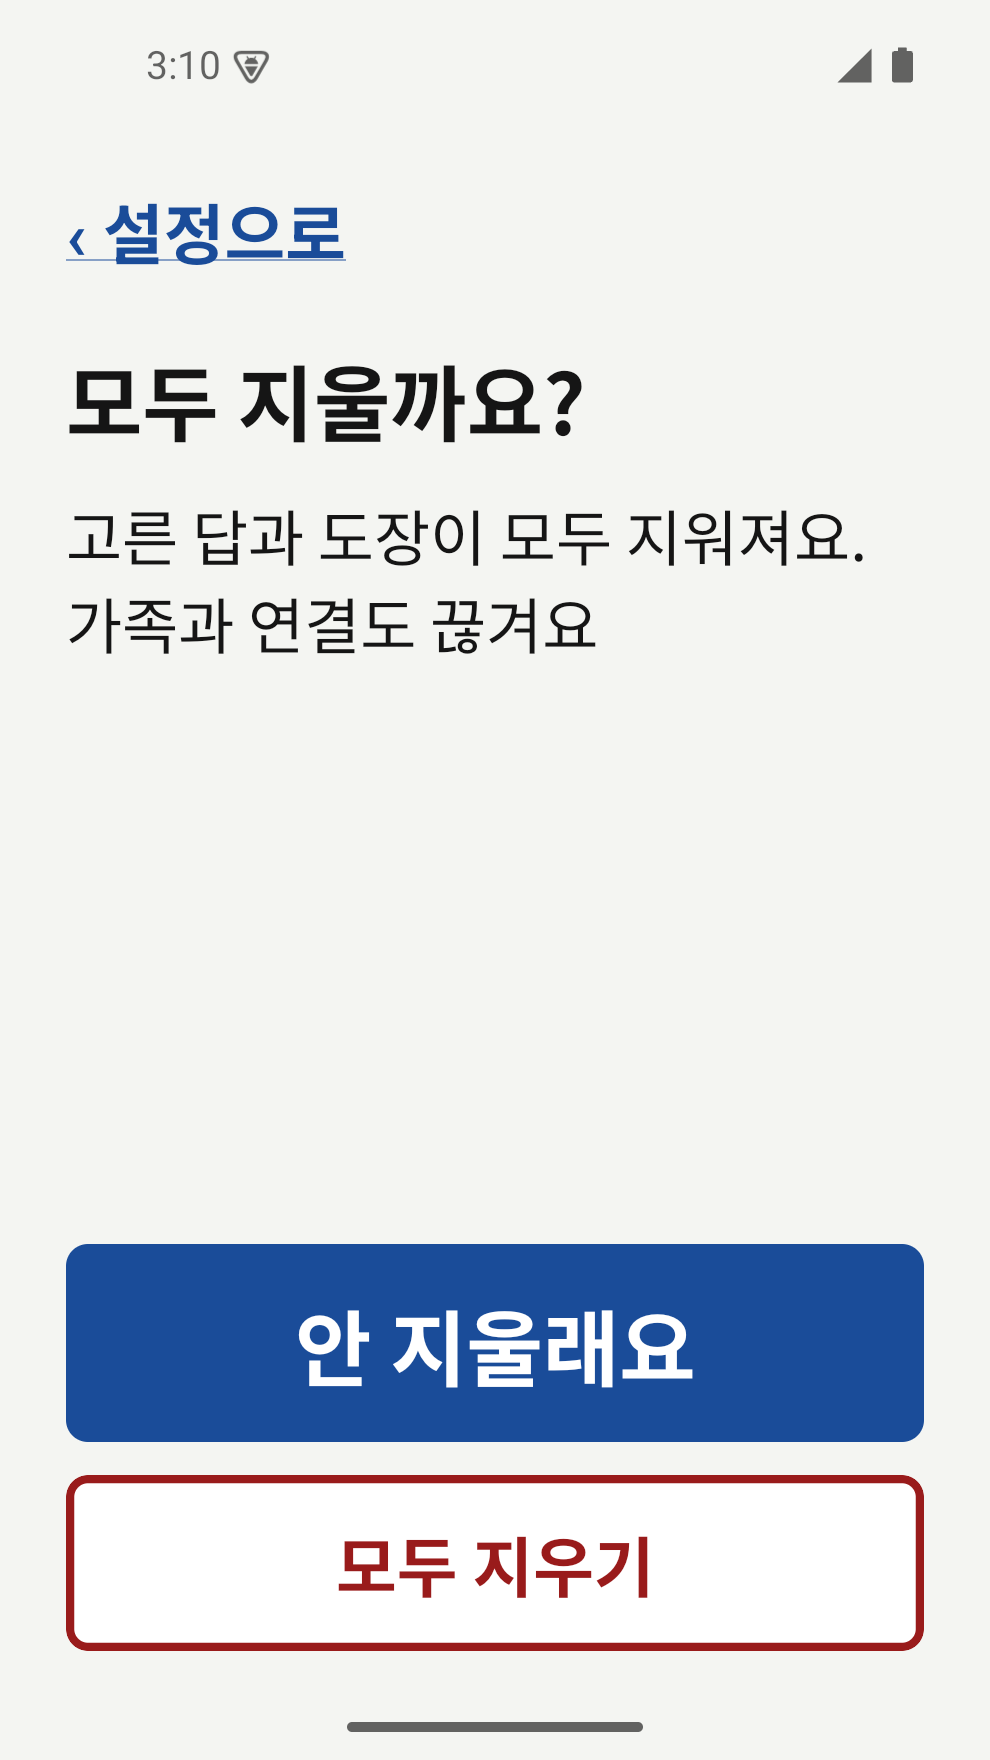 3:10
‹ 설정으로
모두 지울까요?
고른 답과 도장이 모두 지워져요.
가족과 연결도 끊겨요
안 지울래요
모두 지우기